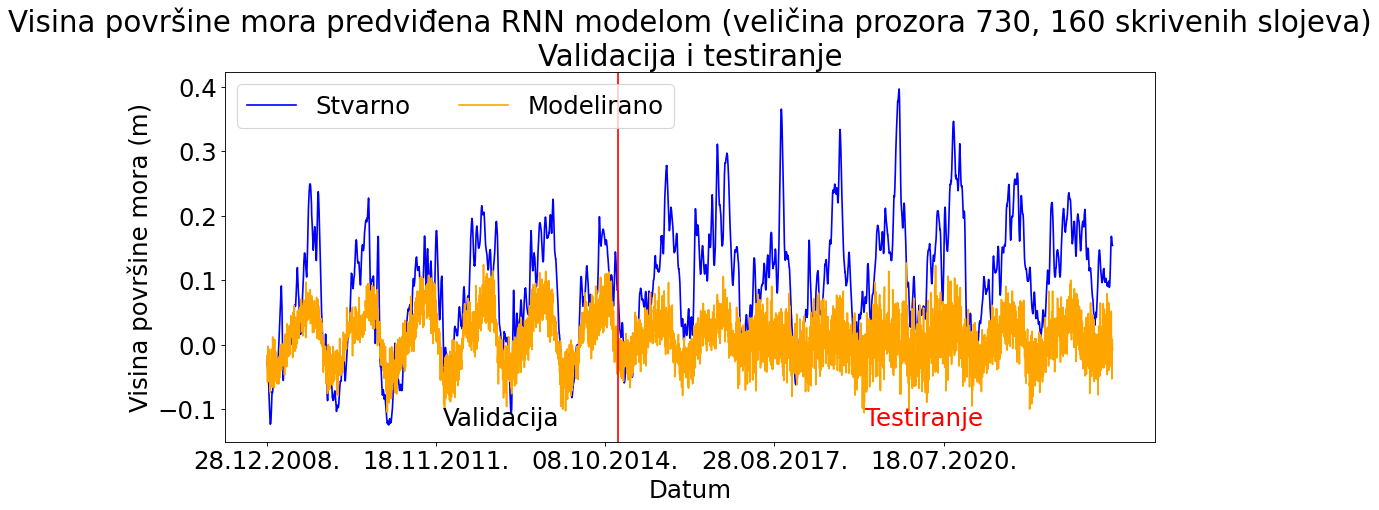 Visina površine mora predviđena RNN modelom (veličina prozora 730, 160 skrivenih slojeva)
Validacija i testiranje
Stvarno Modelirano
Visina površine mora (m)
0.4
0.3
0.2
0.1
0.0
−0.1
Validacija
Testiranje
28.12.2008. 18.11.2011. 08.10.2014. 28.08.2017. 18.07.2020.
Datum